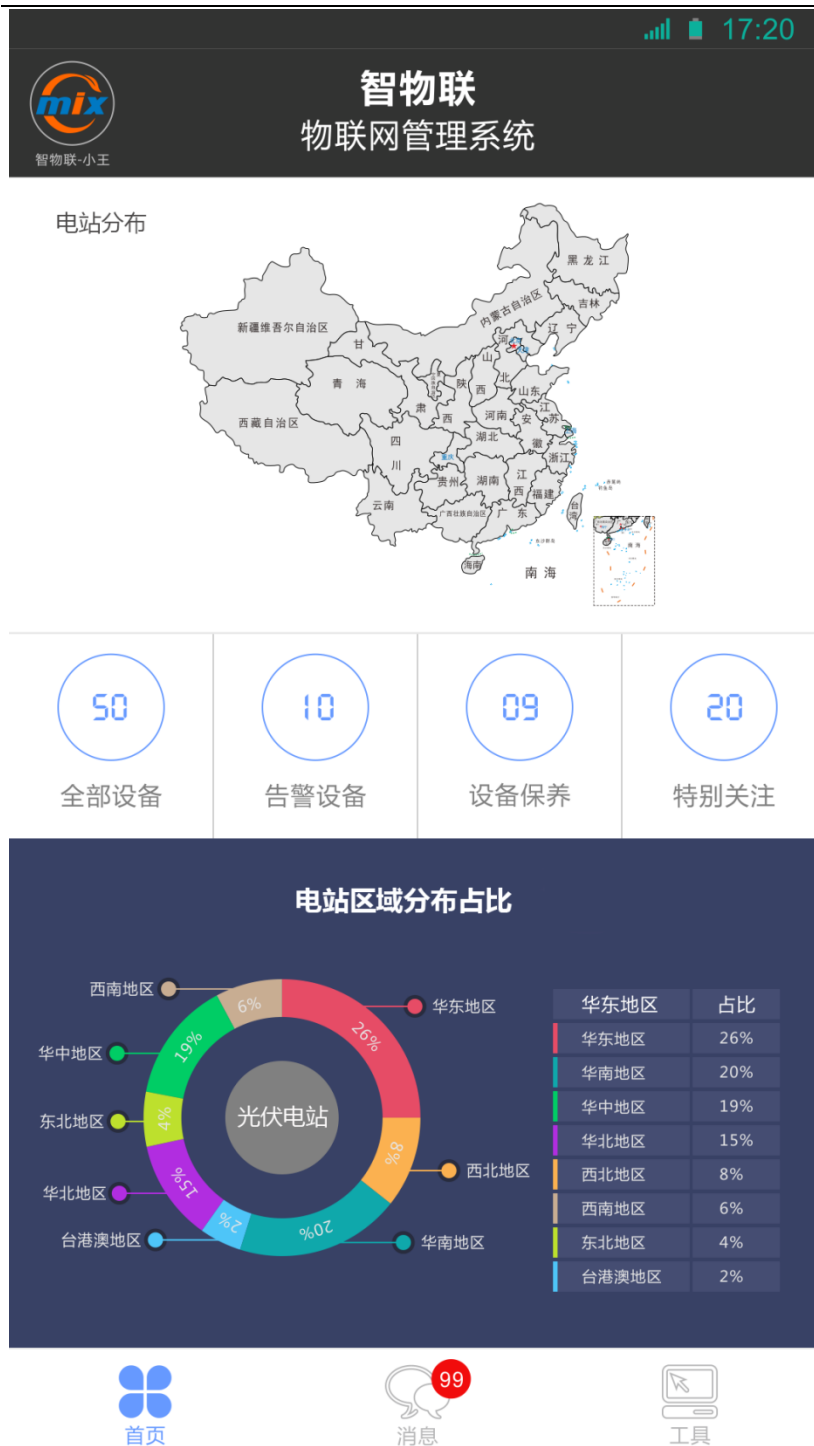 17:20
mix
智物联-小王
智物联
物联网管理系统
电站分布
黑龙江
吉林
辽宁
内蒙古自治区
新疆维吾尔自治区
甘肃
青海
西藏自治区
四川
云南
贵州
重庆
陕西
山西
河北
山东
河南
江苏
安徽
湖北
浙江
湖南
江西
福建
广西壮族自治区
广东
台湾
海南
南海
东沙群岛
钓鱼岛
南海
50
全部设备
10
告警设备
09
设备保养
20
特别关注
电站区域分布占比
西南地区
华中地区
东北地区
华北地区
台港澳地区
华东地区
西北地区
华南地区
6%
26%
19%
4%
8%
15%
2%
20%
光伏电站
华东地区 占比
华东地区 26%
华南地区 20%
华中地区 19%
华北地区 15%
西北地区 8%
西南地区 6%
东北地区 4%
台港澳地区 2%
99
首页
消息
工具